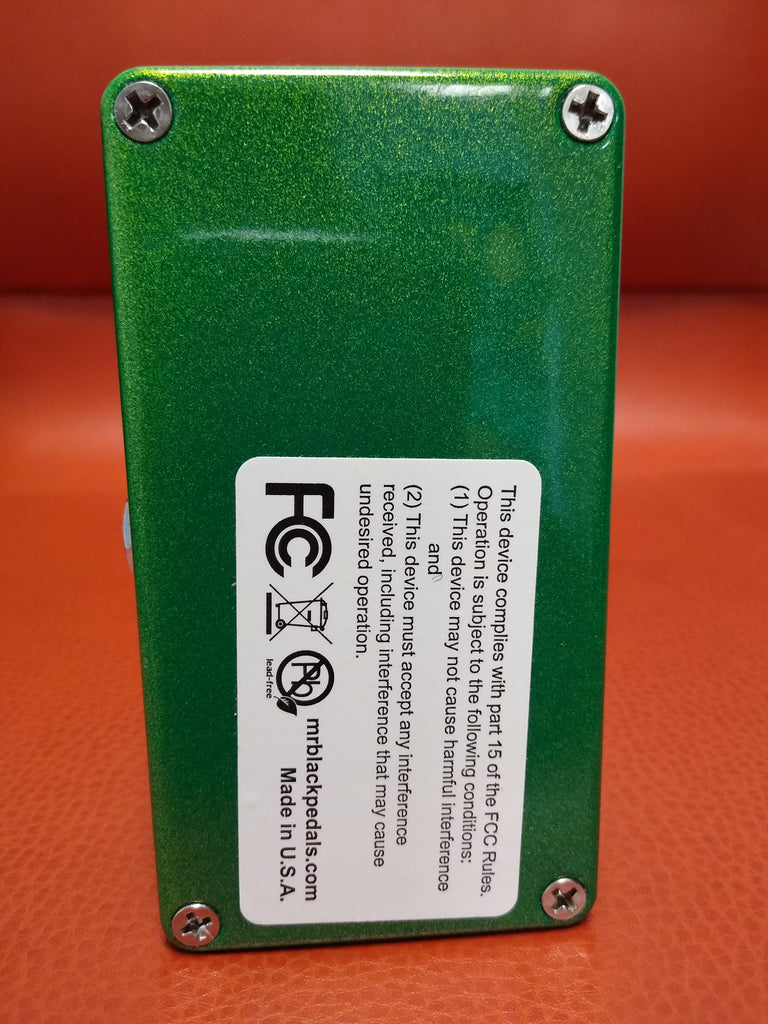 This device complies with part 15 of the FCC Rules.
Operation is subject to the following conditions:
(1) This device may not cause harmful interference
and
(2) This device must accept any interference
received, including interference that may cause
undesired operation.
FC
Pb
lead-free
mrblackpedals.com
Made in U.S.A.